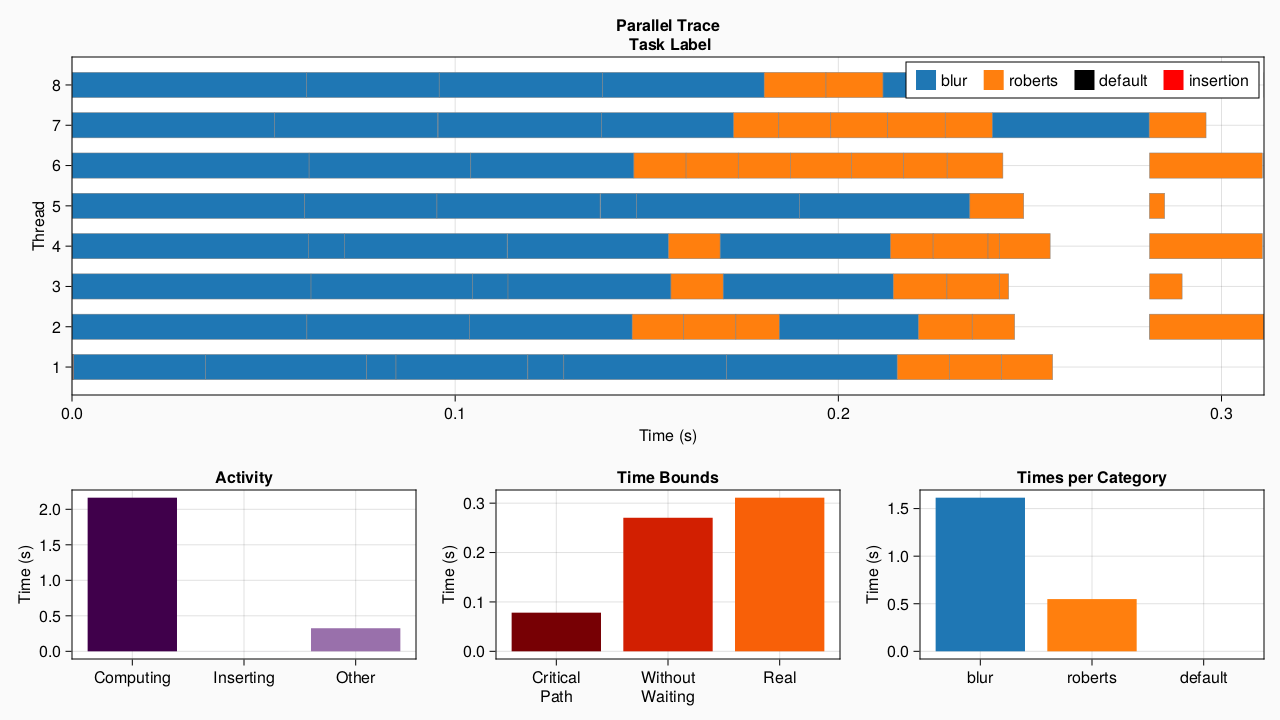 Parallel Trace
Task Label
blur roberts default insertion
Thread
8
7
6
5
4
3
2
1
0.0 0.1 0.2 0.3
Time (s)
Activity
Time (s)
2.0
1.5
1.0
0.5
0.0
Computing Inserting Other
Time Bounds
Time (s)
0.3
0.2
0.1
0.0
Critical Without Real
Path Waiting
Times per Category
Time (s)
1.5
1.0
0.5
0.0
blur roberts default